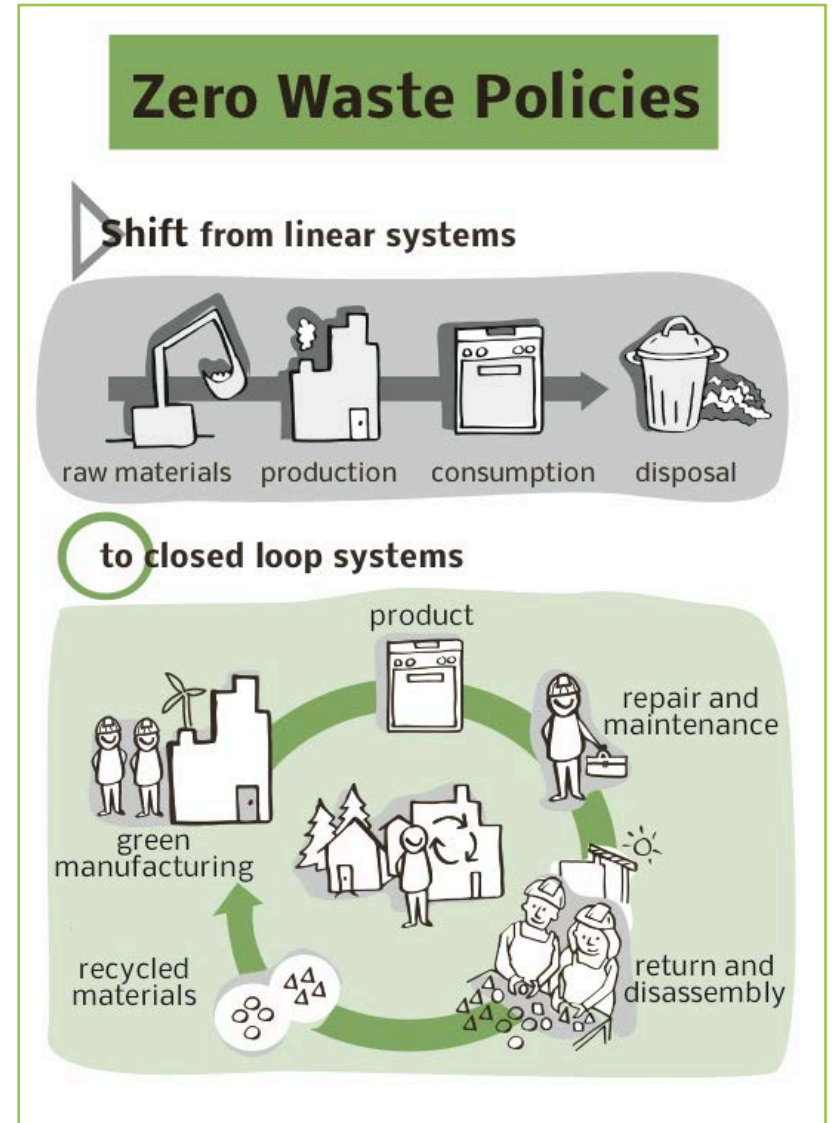 Zero Waste Policies
Shift from linear systems
raw materials production consumption disposal
to closed loop systems
product
repair and
maintenance
green
manufacturing
return and
disassembly
recycled
materials